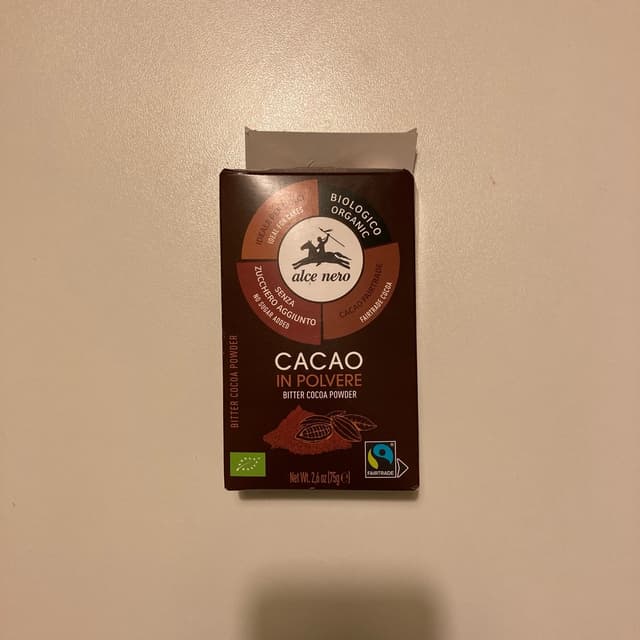 IDEALE PER DOLCI
IDEAL FOR CAKES
BIOLOGICO
ORGANIC
alce nero
SENZA
ZUCCHERO AGGIUNTO
NO SUGAR ADDED
CACAO FAIRTRADE
FAIRTRADE COCOA
BITTER COCOA POWDER
CACAO
IN POLVERE
BITTER COCOA POWDER
FAIRTRADE
Net Wt. 2,6 oz (75g ℮)